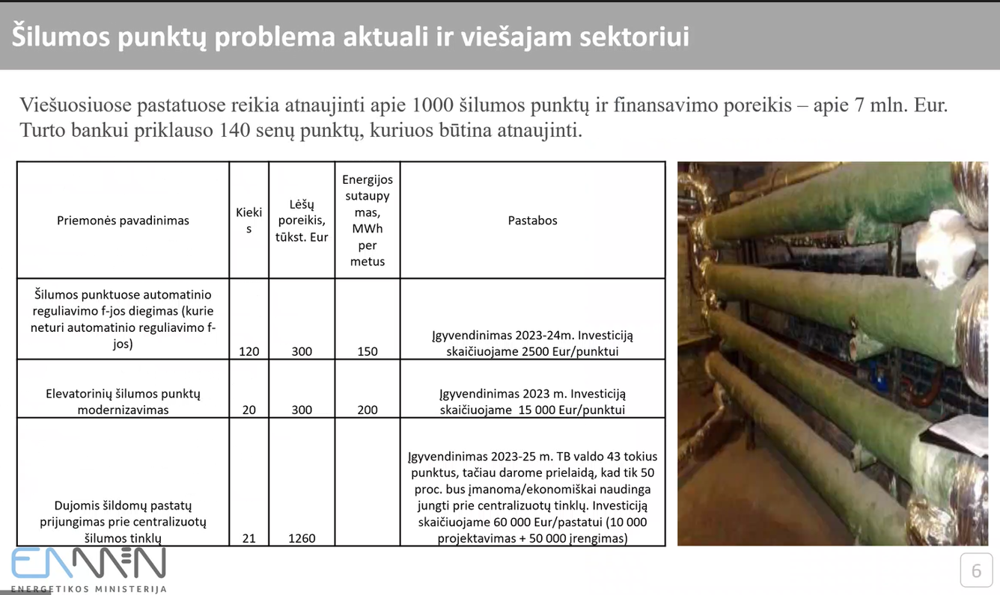 Šilumos punktų problema aktuali ir viešajam sektoriui
Viešuosiuose pastatuose reikia atnaujinti apie 1000 šilumos punktų ir finansavimo poreikis – apie 7 mln. Eur.
Turto bankui priklauso 140 senų punktų, kuriuos būtina atnaujinti.
Priemonės pavadinimas
Kieki
s
Lėšų
poreikis,
tūkst. Eur
Energijos
sutaupy
mas,
MWh
per
metus
Pastabos
Šilumos punktuose automatinio
reguliavimo f-jos diegimas (kurie
neturi automatinio reguliavimo f-
jos)
120
300
150
Įgyvendinimas 2023-24m. Investiciją
skaičiuojame 2500 Eur/punktui
Elevatorinių šilumos punktų
modernizavimas
20
300
200
Įgyvendinimas 2023 m. Investiciją
skaičiuojame 15 000 Eur/punktui
Dujomis šildomų pastatų
prijungimas prie centralizuotų
šilumos tinklų
21
1260
Įgyvendinimas 2023-25 m. TB valdo 43 tokius
punktus, tačiau darome prielaidą, kad tik 50
proc. bus įmanoma/ekonomiškai naudinga
jungti prie centralizuotų tinklų. Investiciją
skaičiuojame 60 000 Eur/pastatui (10 000
projektavimas + 50 000 įrengimas)
ENMIN
ENERGETIKOS MINISTERIJA
6